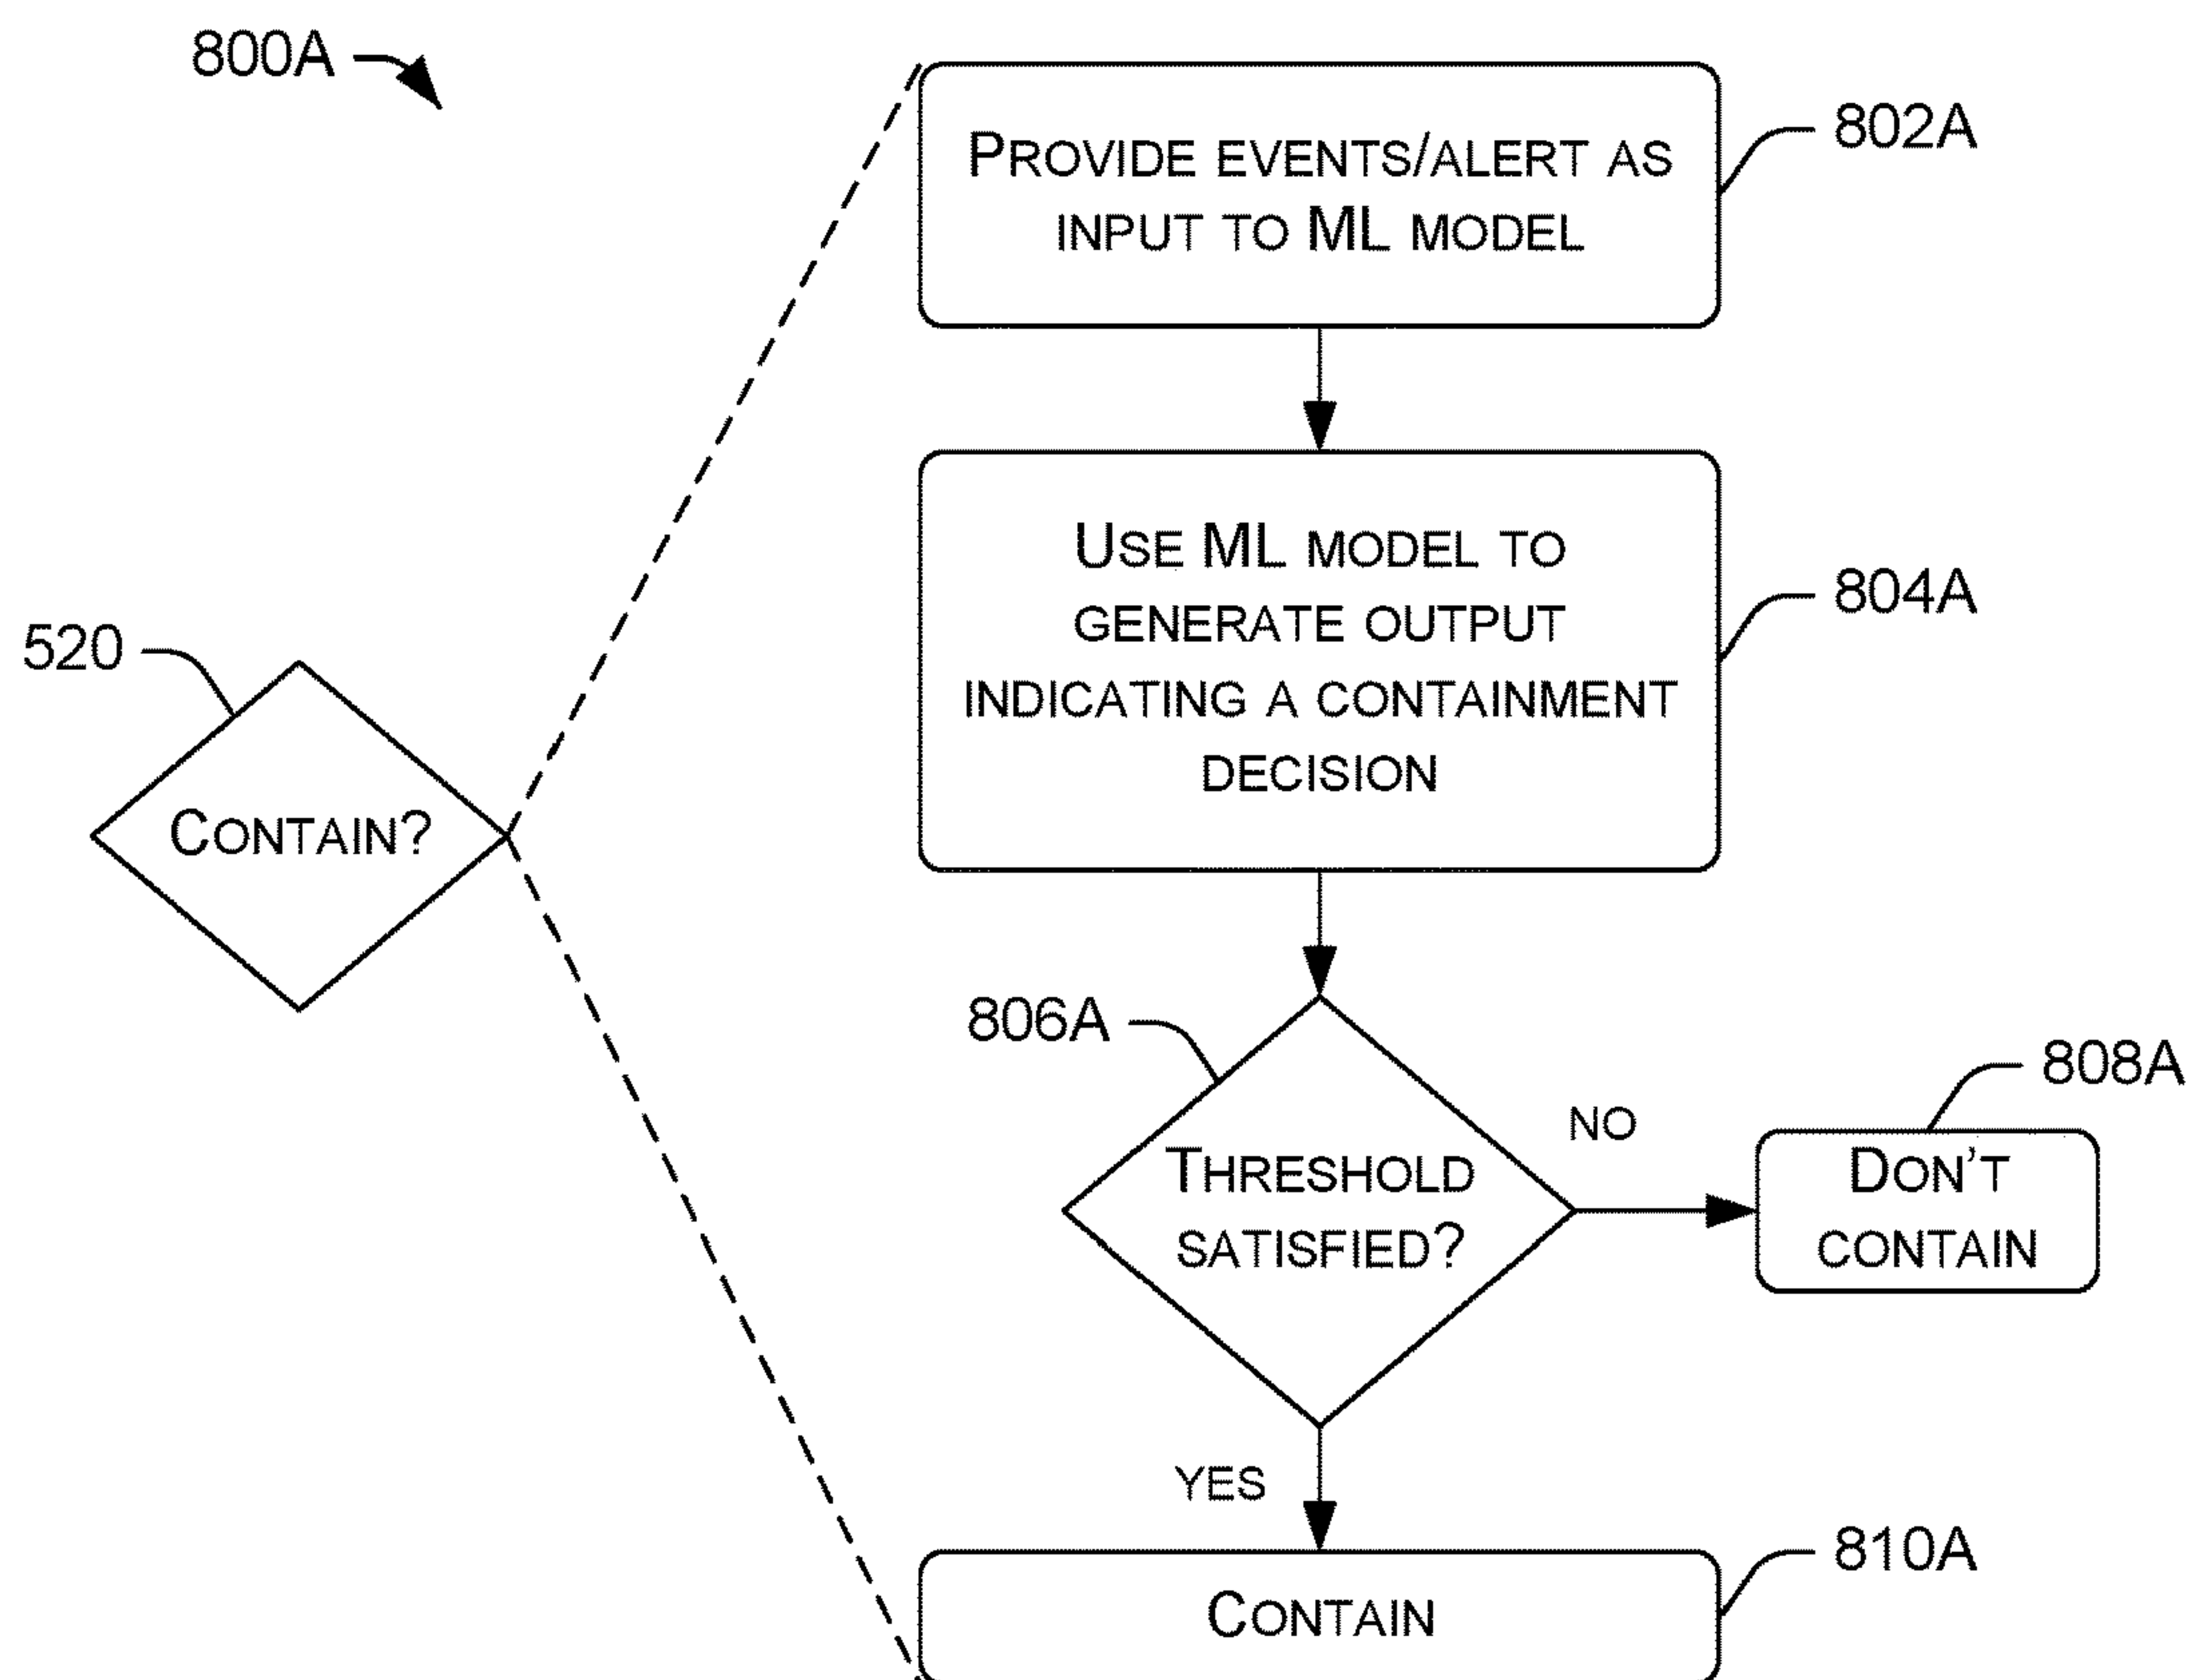 800A
PROVIDE EVENTS/ALERT AS
INPUT TO ML MODEL
802A
USE ML MODEL TO
GENERATE OUTPUT
INDICATING A CONTAINMENT
DECISION
804A
520
CONTAIN?
806A
THRESHOLD
SATISFIED?
NO
808A
DON'T
CONTAIN
YES
CONTAIN
810A